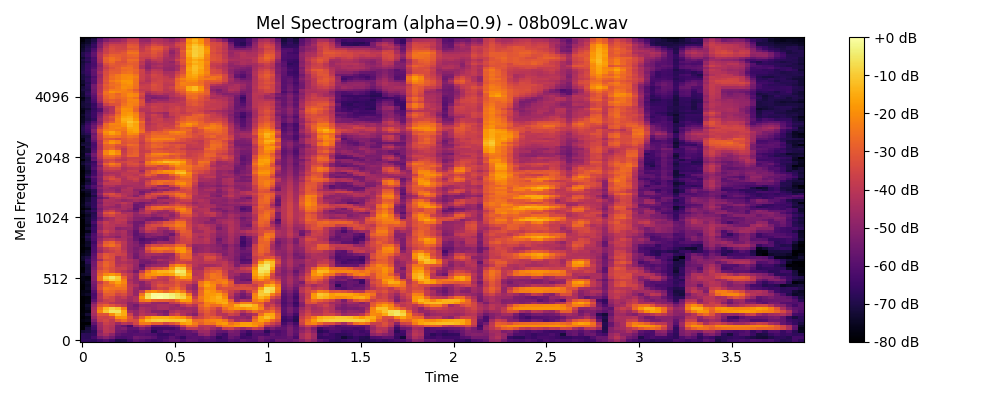 Mel Spectrogram (alpha=0.9) - 08b09Lc.wav
Mel Frequency
4096
2048
1024
512
0
0
0.5
1
1.5
2
2.5
3
3.5
Time
+0 dB
-10 dB
-20 dB
-30 dB
-40 dB
-50 dB
-60 dB
-70 dB
-80 dB